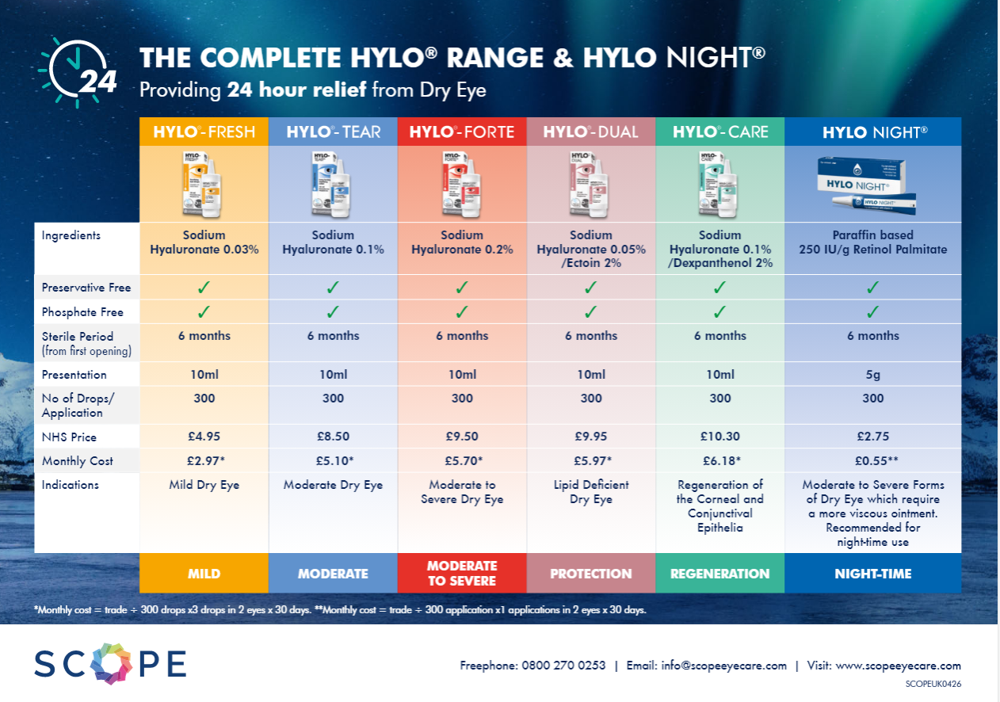 24
THE COMPLETE HYLO® RANGE & HYLO NIGHT®
Providing 24 hour relief from Dry Eye
HYLO®-FRESH HYLO®-TEAR HYLO®-FORTE HYLO®-DUAL HYLO®-CARE HYLO NIGHT®
HYLO-FRESH® HYLO-TEAR® HYLO-FORTE® HYLO-DUAL HYLO-CARE® HYLO NIGHT®
HYLO NIGHT®
Ingredients Sodium Sodium Sodium Sodium Sodium Paraffin based
Hyaluronate 0.03% Hyaluronate 0.1% Hyaluronate 0.2% Hyaluronate 0.05% Hyaluronate 0.1% 250 IU/g Retinol Palmitate
/Ectoin 2% /Dexpanthenol 2%
Preservative Free ✓ ✓ ✓ ✓ ✓ ✓
Phosphate Free ✓ ✓ ✓ ✓ ✓ ✓
Sterile Period 6 months 6 months 6 months 6 months 6 months 6 months
(from first opening)
Presentation 10ml 10ml 10ml 10ml 10ml 5g
No of Drops/ 300 300 300 300 300 300
Application
NHS Price £4.95 £8.50 £9.50 £9.95 £10.30 £2.75
Monthly Cost £2.97* £5.10* £5.70* £5.97* £6.18* £0.55**
Indications Mild Dry Eye Moderate Dry Eye Moderate to Lipid Deficient Regeneration of Moderate to Severe Forms
Severe Dry Eye Dry Eye the Corneal and of Dry Eye which require
Conjunctival a more viscous ointment.
Epithelia Recommended for
night-time use
MILD MODERATE MODERATE PROTECTION REGENERATION NIGHT-TIME
TO SEVERE
*Monthly cost = trade ÷ 300 drops x3 drops in 2 eyes x 30 days. **Monthly cost = trade ÷ 300 application x1 applications in 2 eyes x 30 days.
SCOPE
Freephone: 0800 270 0253 | Email: info@scopeeyecare.com | Visit: www.scopeeyecare.com
SCOPEUK0426